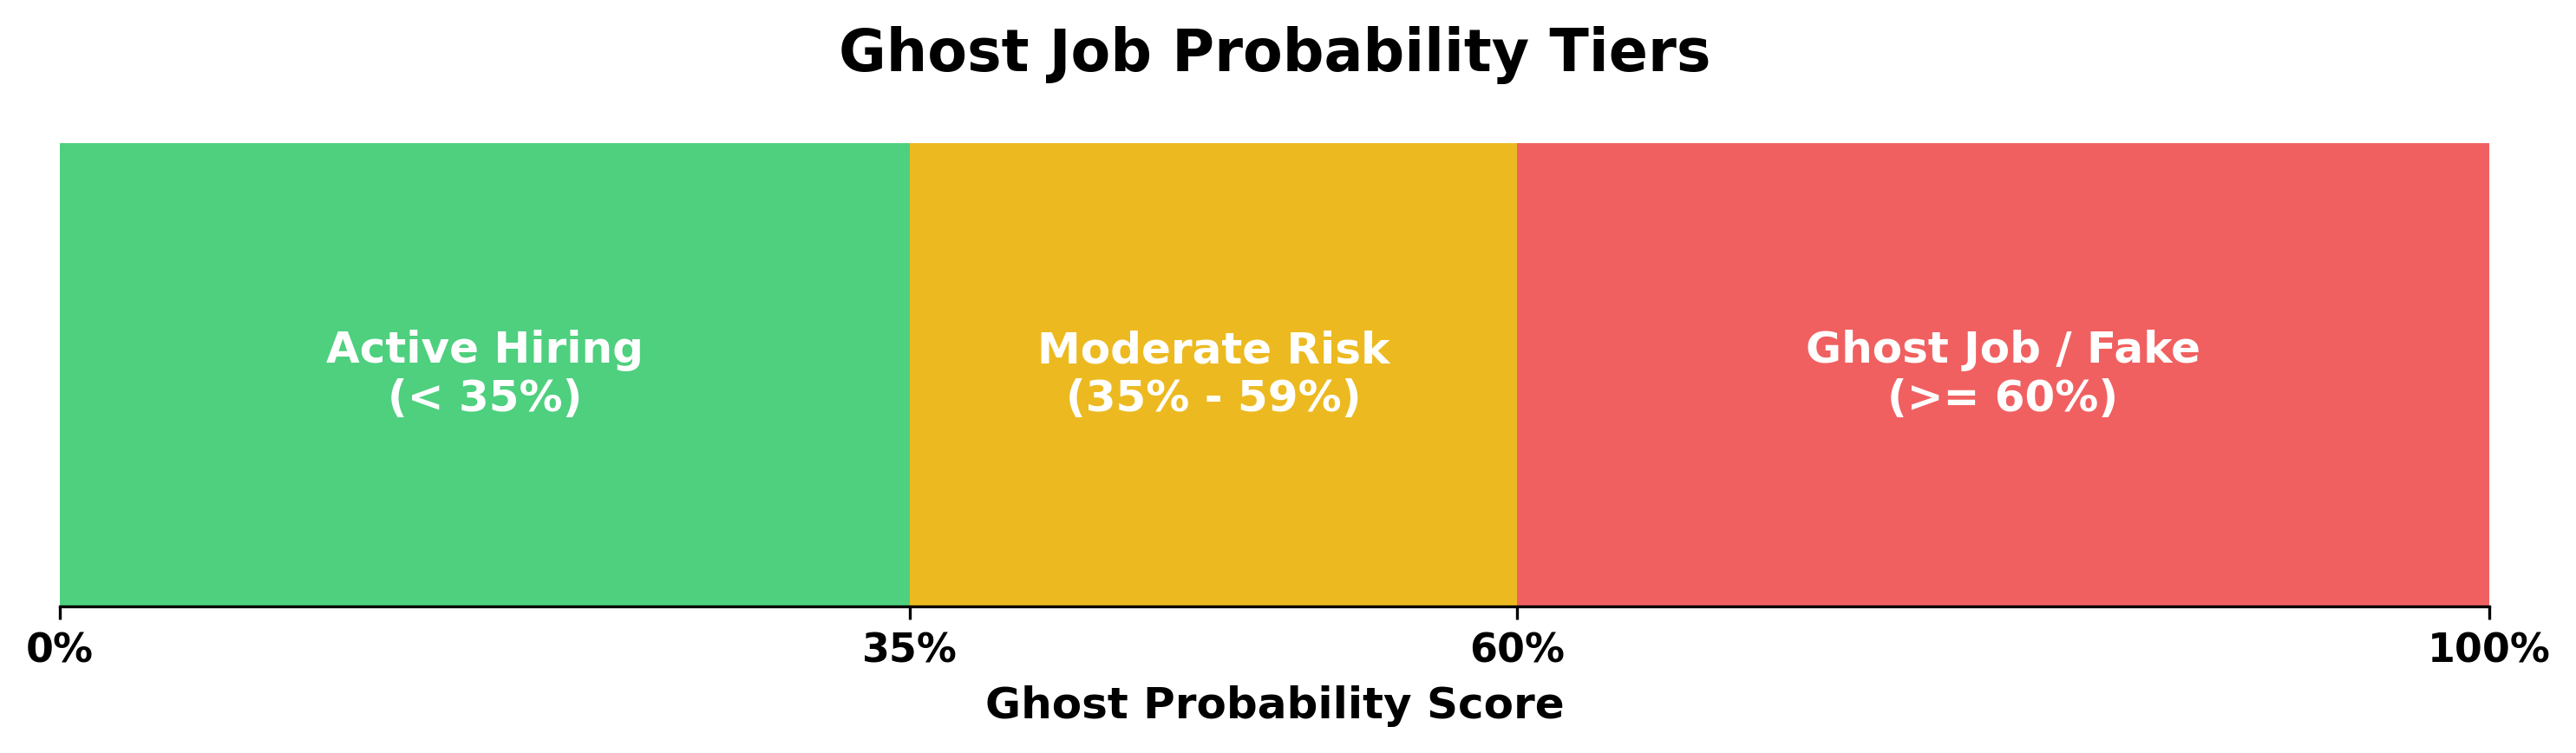 Ghost Job Probability Tiers
Active Hiring
(< 35%)
Moderate Risk
(35% - 59%)
Ghost Job / Fake
(>= 60%)
0%
35%
60%
100%
Ghost Probability Score